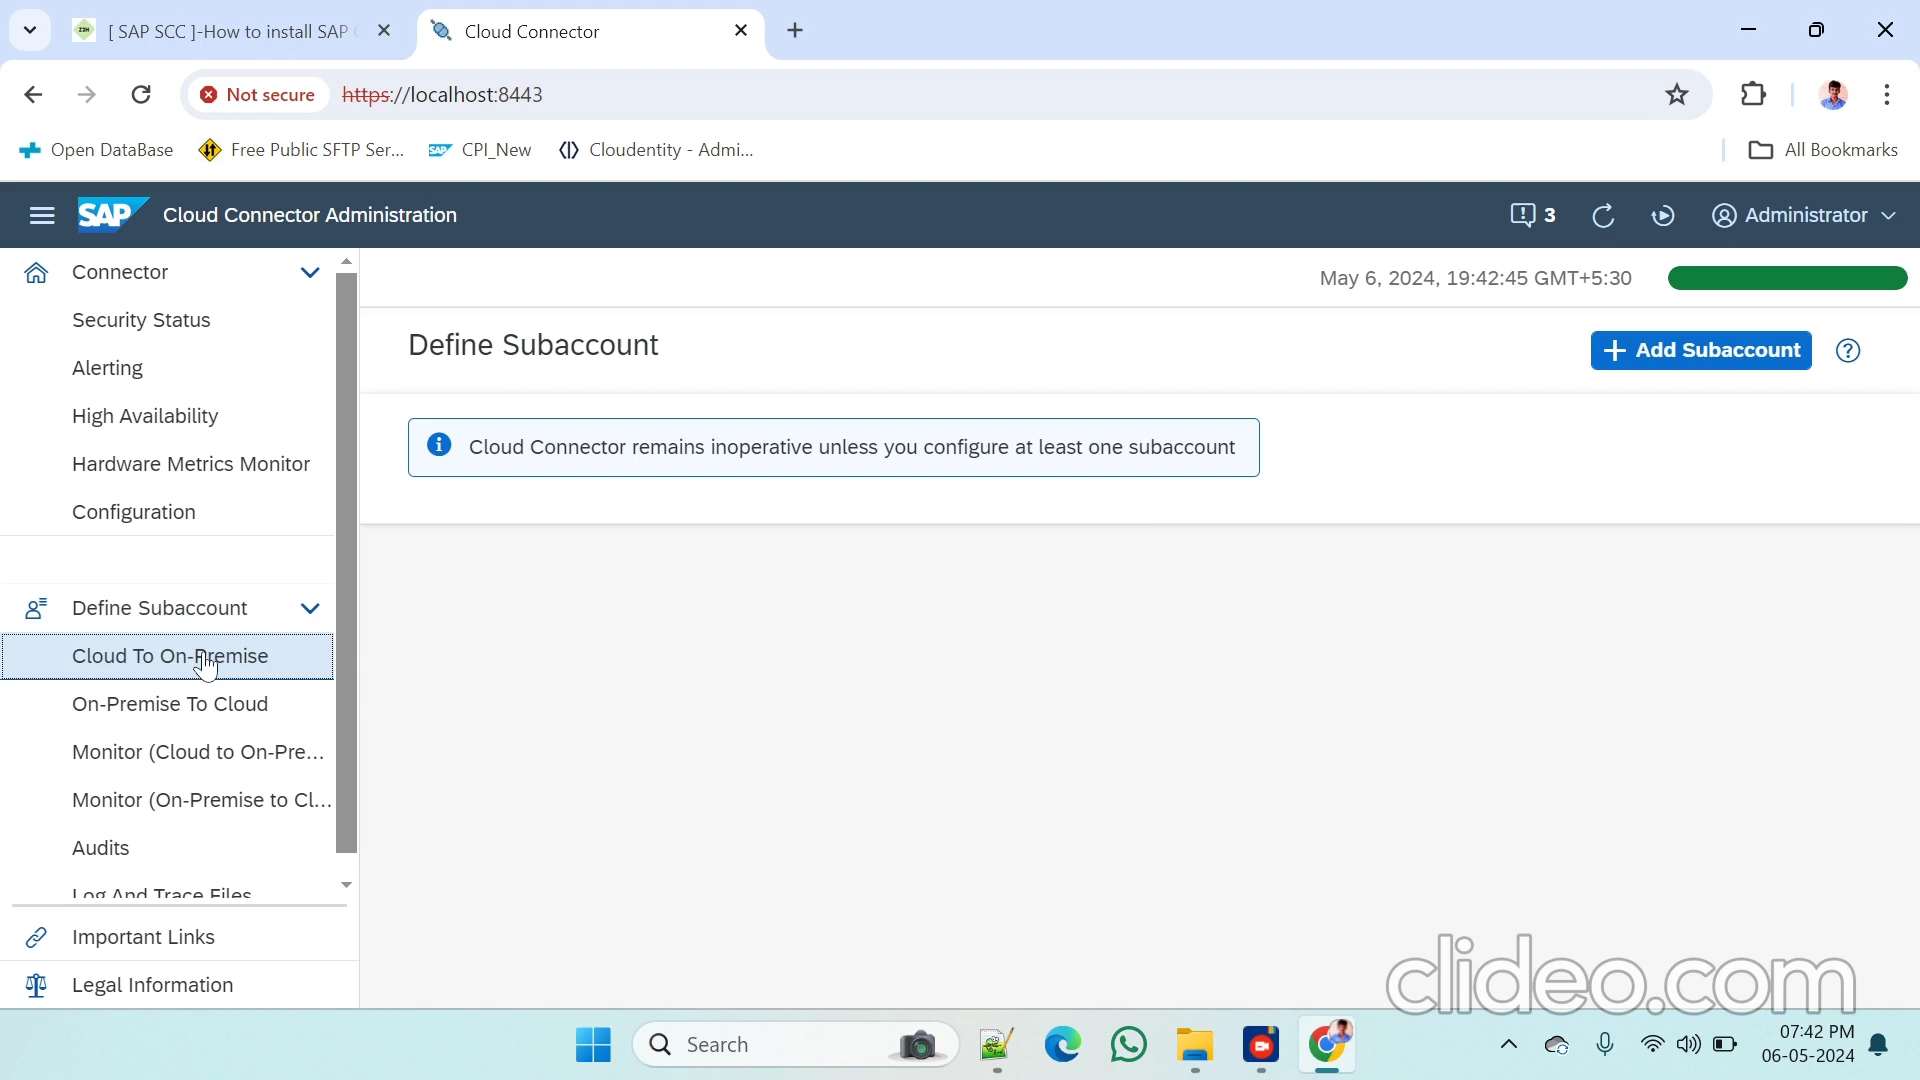 [ SAP SCC ]-How to install SAP
Cloud Connector
Not secure
https://localhost:8443
Open DataBase
Free Public SFTP Ser...
SAP
CPI_New
Cloudentity - Admi...
All Bookmarks
SAP
Cloud Connector Administration
3
Administrator
Connector
Security Status
Alerting
High Availability
Hardware Metrics Monitor
Configuration
Define Subaccount
Cloud To On-Premise
On-Premise To Cloud
Monitor (Cloud to On-Pre...
Monitor (On-Premise to Cl...
Audits
Log And Trace Files
Important Links
Legal Information
May 6, 2024, 19:42:45 GMT+5:30
Define Subaccount
Add Subaccount
Cloud Connector remains inoperative unless you configure at least one subaccount
clideo.com
Search
07:42 PM
06-05-2024